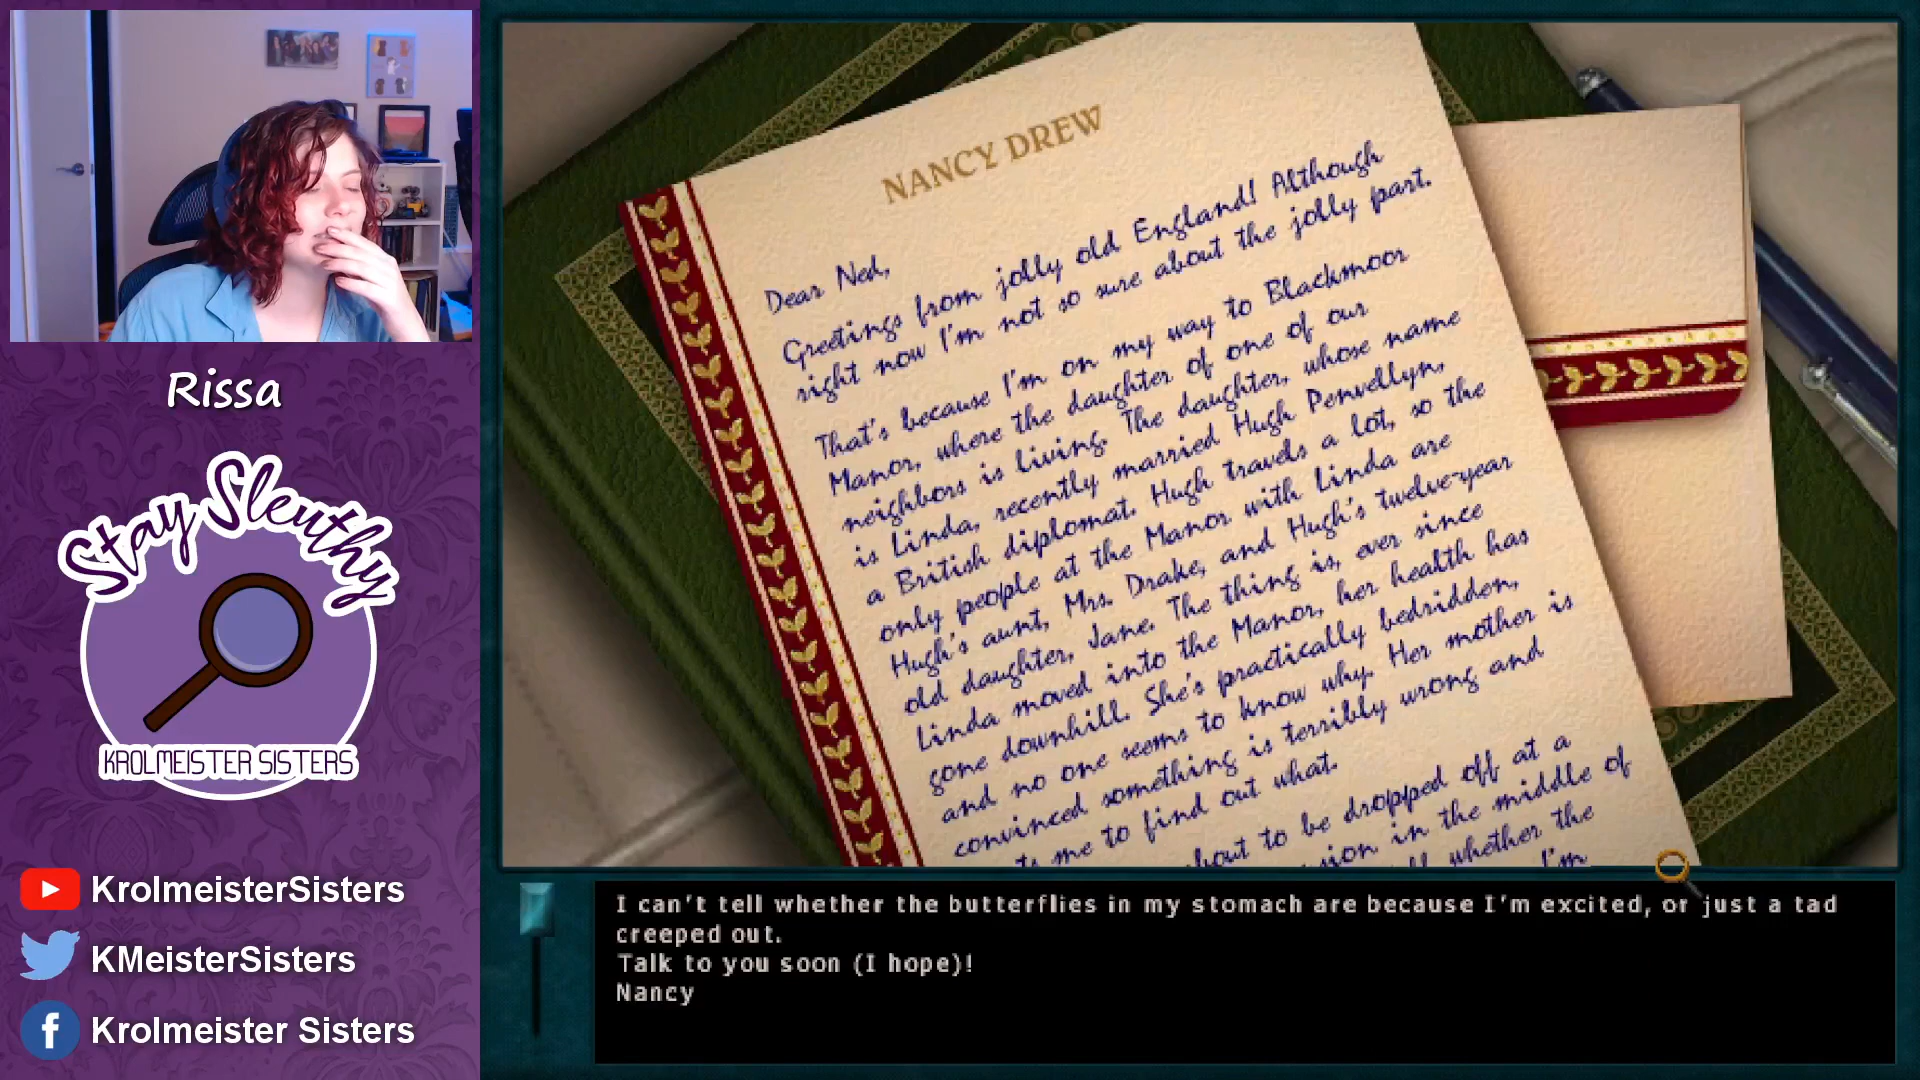 Rissa
Stay Sleuthy
KROLMEISTER SISTERS
KrolmeisterSisters
KMeisterSisters
f
Krolmeister Sisters
NANCY DREW
Dear Ned,
Greetings from jolly old England! Although
right now I'm not so sure about the jolly part.
That's because I'm on my way to Blackmoor
Manor, where the daughter of one of our
neighbors is living. The daughter, whose name
is Linda, recently married Hugh Penvellyn,
a British diplomat. Hugh travels a lot, so the
only people at the Manor with Linda are
Hugh's aunt, Mrs. Drake, and Hugh's twelve-year
old daughter, Jane. The thing is, ever since
Linda moved into the Manor, her health has
gone downhill. She's practically bedridden,
and no one seems to know why. Her mother is
convinced something is terribly wrong and
me to find out what.
to be dropped off at a
in the middle of
whether the
I'm
I can't tell whether the butterflies in my stomach are because I'm excited, or just a tad
creeped out.
Talk to you soon (I hope)!
Nancy